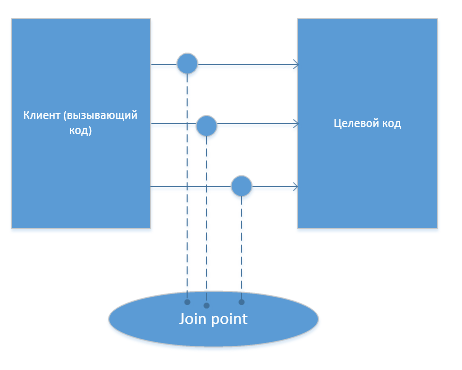 Клиент (вызывающий
код)
Целевой код
Join point